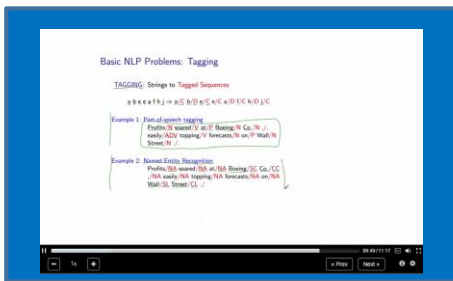 Basic NLP Problems: Tagging
TAGGING: Strings to Tagged Sequences
a b e e a f h j ⇒ a/C b/D e/C e/C a/D f/C h/D j/C
Example 1: Part-of-speech tagging
Profits/N soared/V at/P Boeing/N Co./N ,/,
easily/ADV topping/V forecasts/N on/P Wall/N
Street/N ./.
Example 2: Named Entity Recognition
Profits/NA soared/NA at/NA Boeing/SC Co./CC
,/NA easily/NA topping/NA forecasts/NA on/NA
Wall/SL Street/CL ./
1x
« Prev
Next »